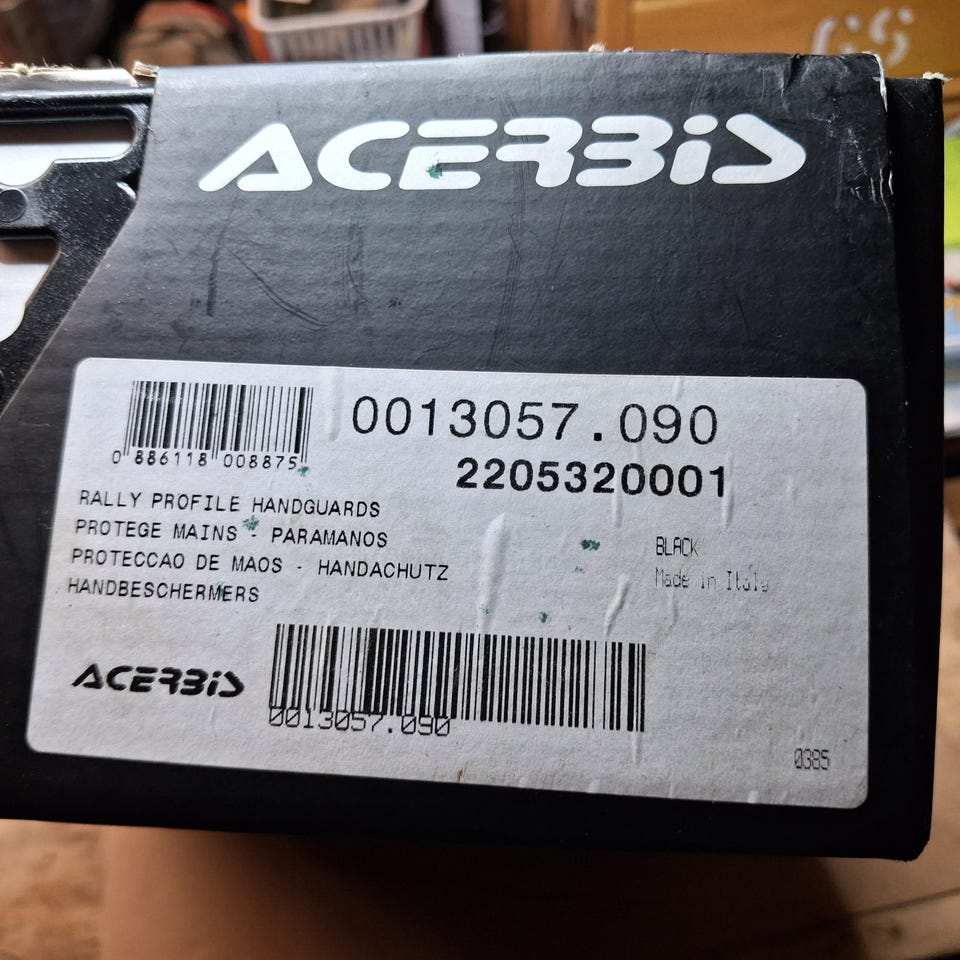 ACERBIS
0013057.090
0 886118 008875
2205320001
RALLY PROFILE HANDGUARDS
PROTEGE MAINS - PARAMANOS
PROTECCAO DE MAOS - HANDACHUTZ
HANDBESCHERMERS
BLACK
Made in Italy
ACERBIS
0013057.090
0385